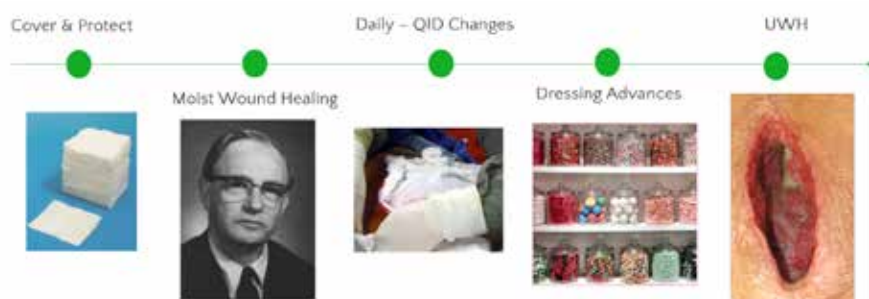 Cover & Protect
Moist Wound Healing
Daily – QID Changes
Dressing Advances
UWH